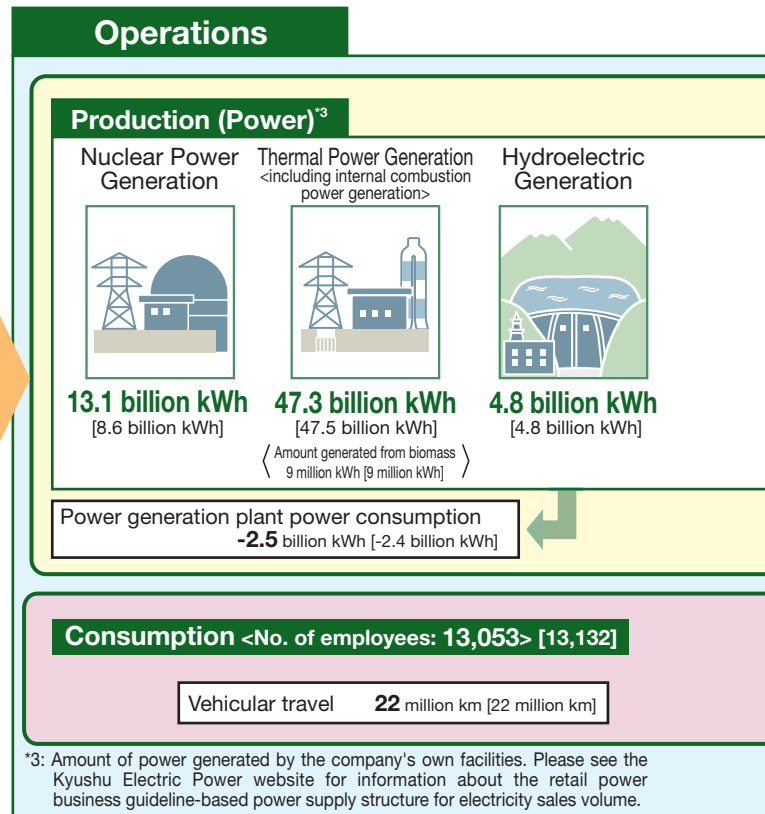 Operations
Production (Power)*3
Nuclear Power
Generation
13.1 billion kWh
[8.6 billion kWh]
Thermal Power Generation
<including internal combustion
power generation>
47.3 billion kWh
[47.5 billion kWh]
Amount generated from biomass
9 million kWh [9 million kWh]
Hydroelectric
Generation
4.8 billion kWh
[4.8 billion kWh]
Power generation plant power consumption
-2.5 billion kWh [-2.4 billion kWh]
Consumption <No. of employees: 13,053> [13,132]
Vehicular travel 22 million km [22 million km]
*3: Amount of power generated by the company's own facilities. Please see the
Kyushu Electric Power website for information about the retail power
business guideline-based power supply structure for electricity sales volume.